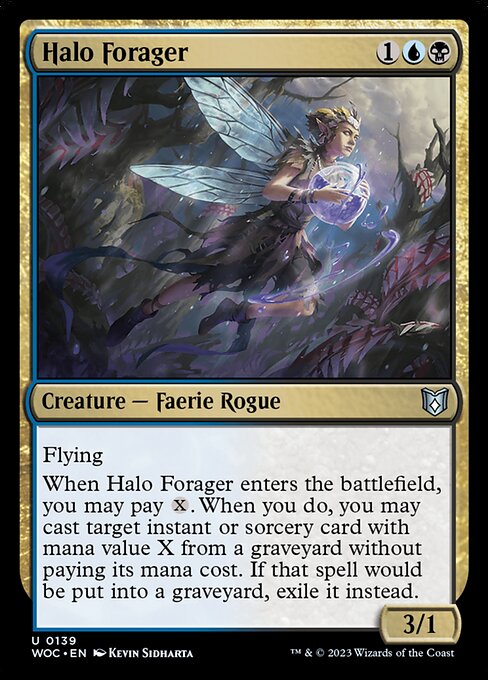 Halo Forager 1
Creature — Faerie Rogue
Flying
When Halo Forager enters the battlefield,
you may pay X. When you do, you may
cast target instant or sorcery card with
mana value X from a graveyard without
paying its mana cost. If that spell would
be put into a graveyard, exile it instead.
3/1
U 0139
WOC • EN Kevin Sidharta
™ & © 2023 Wizards of the Coast